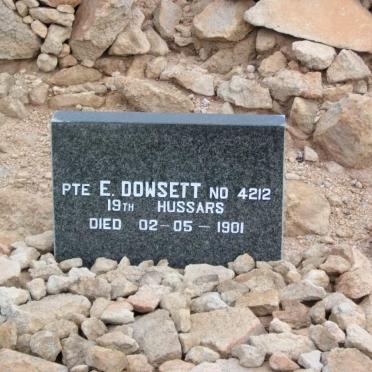 PTE E. DOWSETT NO 4212
19TH HUSSARS
DIED 02-05-1901